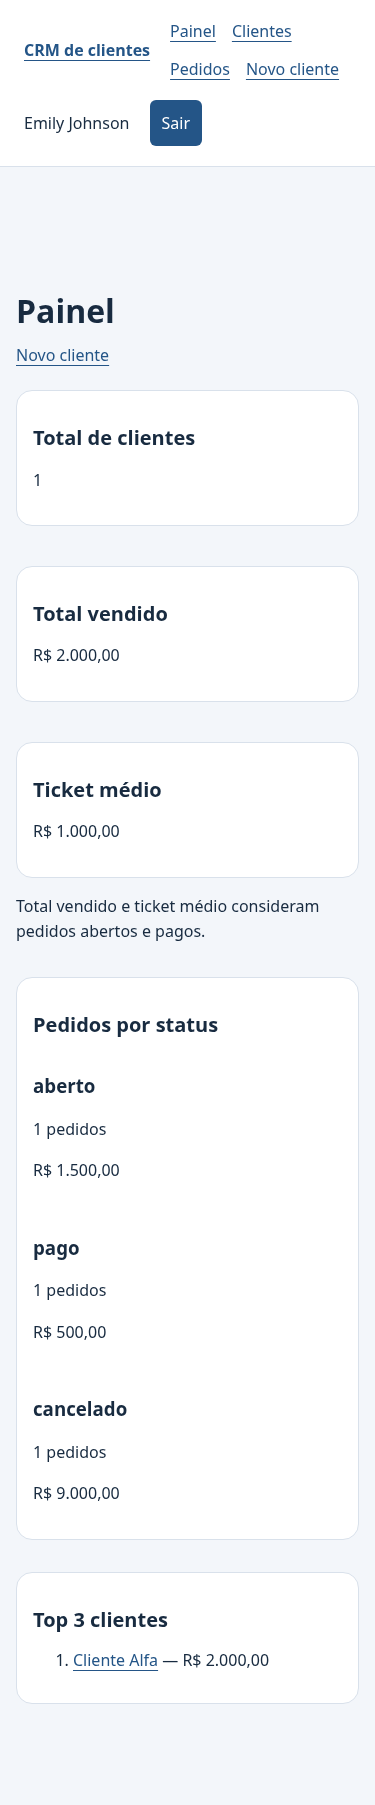 CRM de clientes
Painel Clientes
Pedidos Novo cliente
Emily Johnson Sair
Painel
Novo cliente
Total de clientes
1
Total vendido
R$ 2.000,00
Ticket médio
R$ 1.000,00
Total vendido e ticket médio consideram
pedidos abertos e pagos.
Pedidos por status
aberto
1 pedidos
R$ 1.500,00
pago
1 pedidos
R$ 500,00
cancelado
1 pedidos
R$ 9.000,00
Top 3 clientes
1. Cliente Alfa — R$ 2.000,00